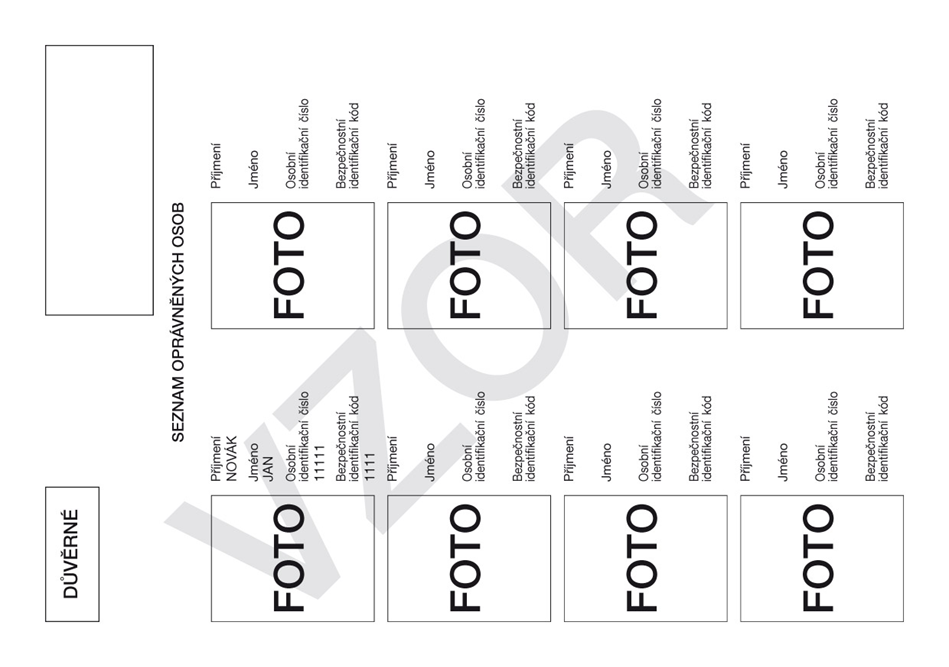 DŮVĚRNÉ
SEZNAM OPRÁVNĚNÝCH OSOB
FOTO
Příjmení
NOVÁK
Jméno
JAN
Osobní
identifikační číslo
11111
Bezpečnostní
identifikační kód
1111
FOTO
Příjmení
Jméno
Osobní
identifikační číslo
Bezpečnostní
identifikační kód
FOTO
Příjmení
Jméno
Osobní
identifikační číslo
Bezpečnostní
identifikační kód
FOTO
Příjmení
Jméno
Osobní
identifikační číslo
Bezpečnostní
identifikační kód
FOTO
Příjmení
Jméno
Osobní
identifikační číslo
Bezpečnostní
identifikační kód
FOTO
Příjmení
Jméno
Osobní
identifikační číslo
Bezpečnostní
identifikační kód
FOTO
Příjmení
Jméno
Osobní
identifikační číslo
Bezpečnostní
identifikační kód
FOTO
Příjmení
Jméno
Osobní
identifikační číslo
Bezpečnostní
identifikační kód
VZOR